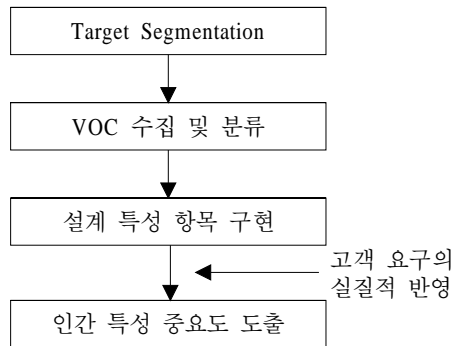 Target Segmentation
VOC 수집 및 분류
설계 특성 항목 구현
고객 요구의
실질적 반영
인간 특성 중요도 도출